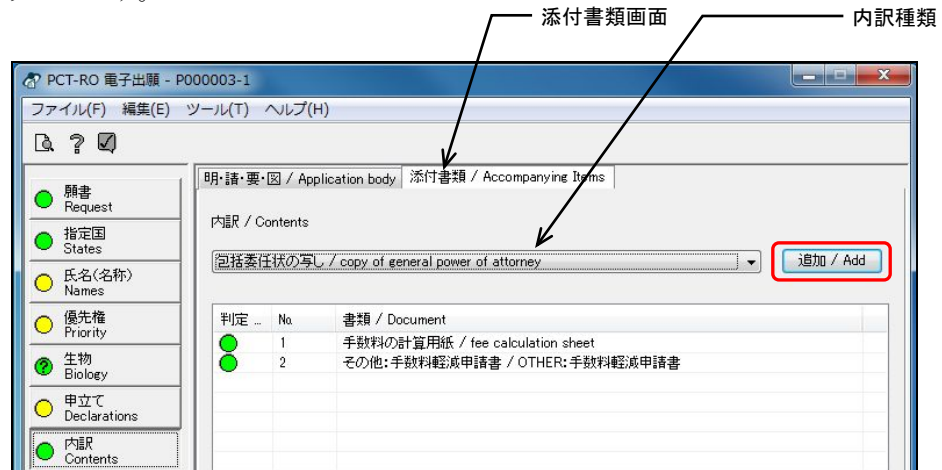 添付書類画面
内訳種類
PCT-RO 電子出願 - P000003-1
ファイル(F) 編集(E) ツール(T) ヘルプ(H)
明・請・要・図 / Application body
添付書類 / Accompanying Items
願書
Request
指定国
States
氏名(名称)
Names
優先権
Priority
生物
Biology
申立て
Declarations
内訳
Contents
内訳 / Contents
包括委任状の写し / copy of general power of attorney
追加 / Add
判定 ... No. 書類 / Document
1 手数料の計算用紙 / fee calculation sheet
2 その他:手数料軽減申請書 / OTHER:手数料軽減申請書